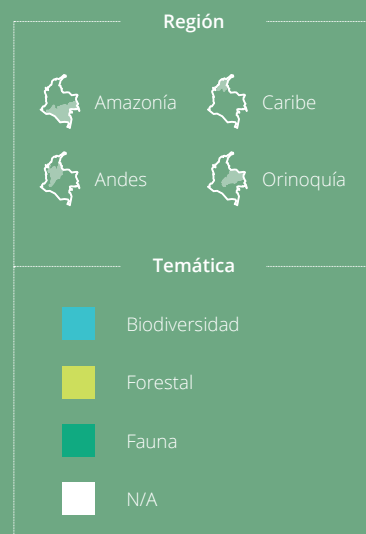 Región
Amazonía
Caribe
Andes
Orinoquía
Temática
Biodiversidad
Forestal
Fauna
N/A